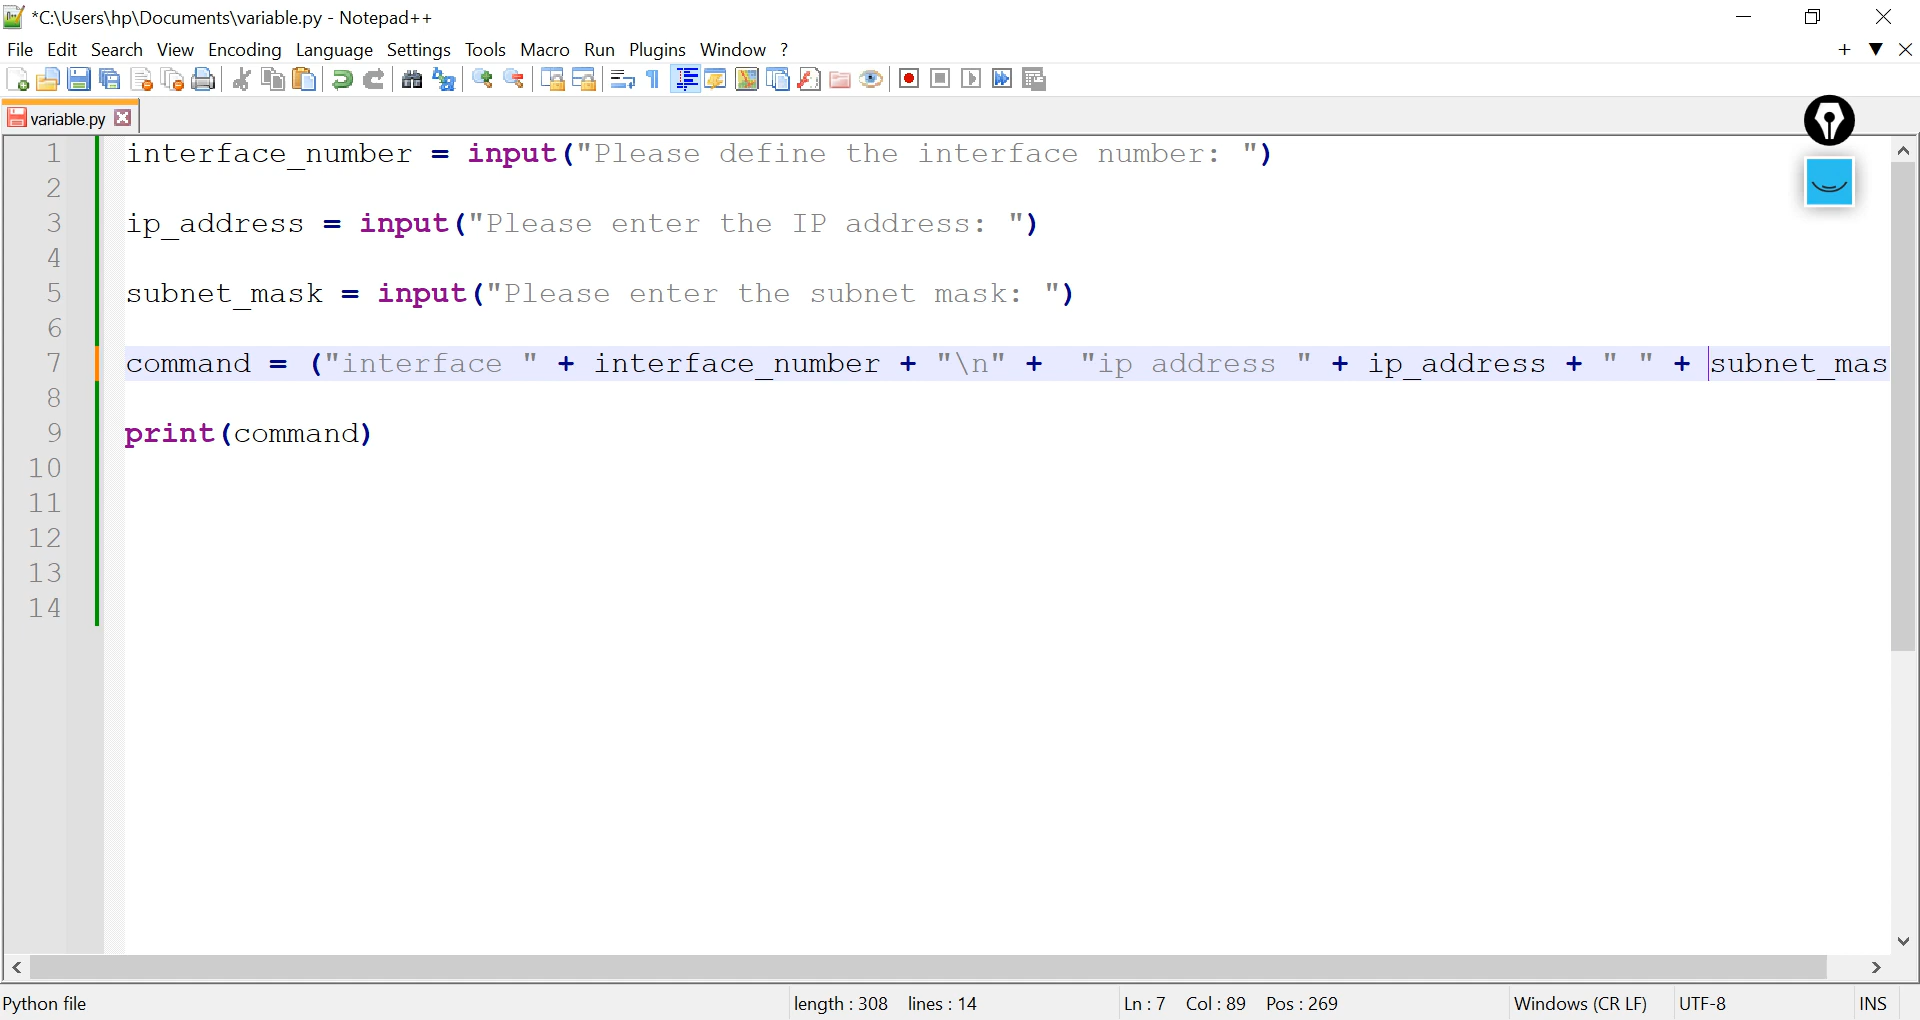 *C:\Users\hp\Documents\variable.py - Notepad++
File Edit Search View Encoding Language Settings Tools Macro Run Plugins Window ?
variable.py
1 interface_number = input("Please define the interface number: ")
2
3 ip_address = input("Please enter the IP address: ")
4
5 subnet_mask = input("Please enter the subnet mask: ")
6
7 command = ("interface " + interface_number + "\n" +  "ip address " + ip_address + " " + subnet_mas
8
9 print(command)
10
11
12
13
14
Python file length : 308 lines : 14 Ln : 7 Col : 89 Pos : 269 Windows (CR LF) UTF-8 INS